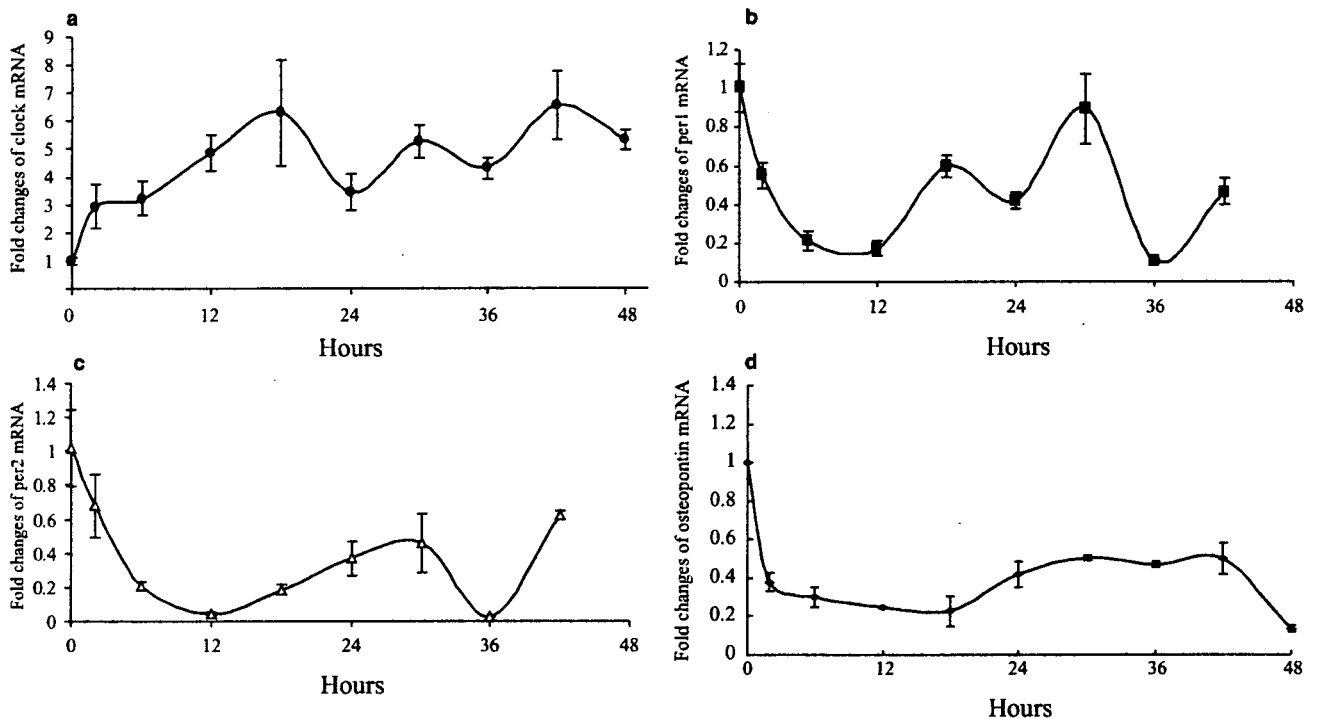 a
Fold changes of clock mRNA
9
8
7
6
5
4
3
2
1
0 12 24 36 48
Hours
b
Fold changes of per1 mRNA
1.2
1
0.8
0.6
0.4
0.2
0
0 12 24 36 48
Hours
c
Fold changes of per2 mRNA
1.4
1.2
1
0.8
0.6
0.4
0.2
0
0 12 24 36 48
Hours
d
Fold changes of osteopontin mRNA
1.4
1.2
1
0.8
0.6
0.4
0.2
0
0 12 24 36 48
Hours